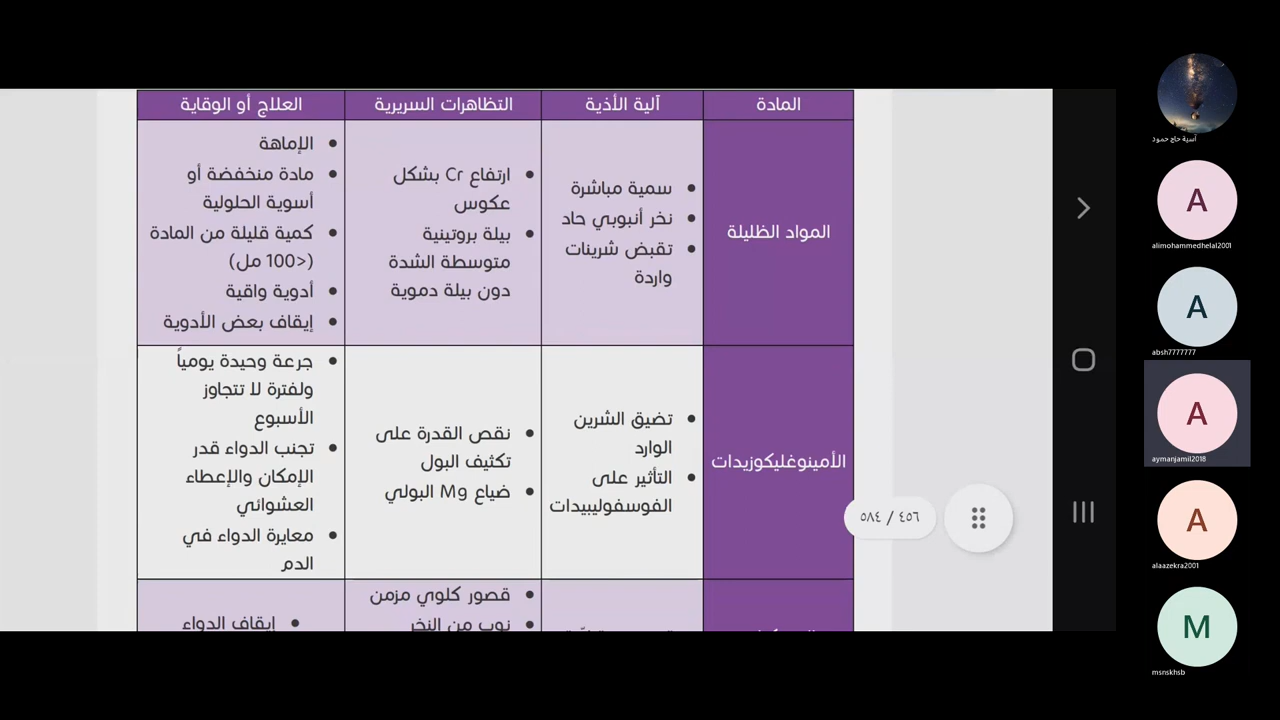 المادة
آلية الأذية
التظاهرات السريرية
العلاج أو الوقاية
المواد الظليلة
سمية مباشرة
نخر أنبوبي حاد
تقبض شرينات
واردة
ارتفاع Cr بشكل
عكوس
بيلة بروتينية
متوسطة الشدة
دون بيلة دموية
الإماهة
مادة منخفضة أو
أسوية الحلولية
كمية قليلة من المادة
(<100 مل)
أدوية واقية
إيقاف بعض الأدوية
الأمينوغليكوزيدات
تضيق الشرين
الوارد
التأثير على
الفوسفوليبيدات
نقص القدرة على
تكثيف البول
ضياع Mg البولي
جرعة وحيدة يومياً
ولفترة لا تتجاوز
الأسبوع
تجنب الدواء قدر
الإمكان والإعطاء
العشوائي
معايرة الدواء في
الدم
قصور كلوي مزمن
نوب من النخر
إيقاف الدواء
٤٥٦ / ٥٨٤
آسية حاج حمود
A
alimohammedhelal2001
A
absh7777777
A
aymanjamil2018
A
alaazekra2001
M
msnskhsb